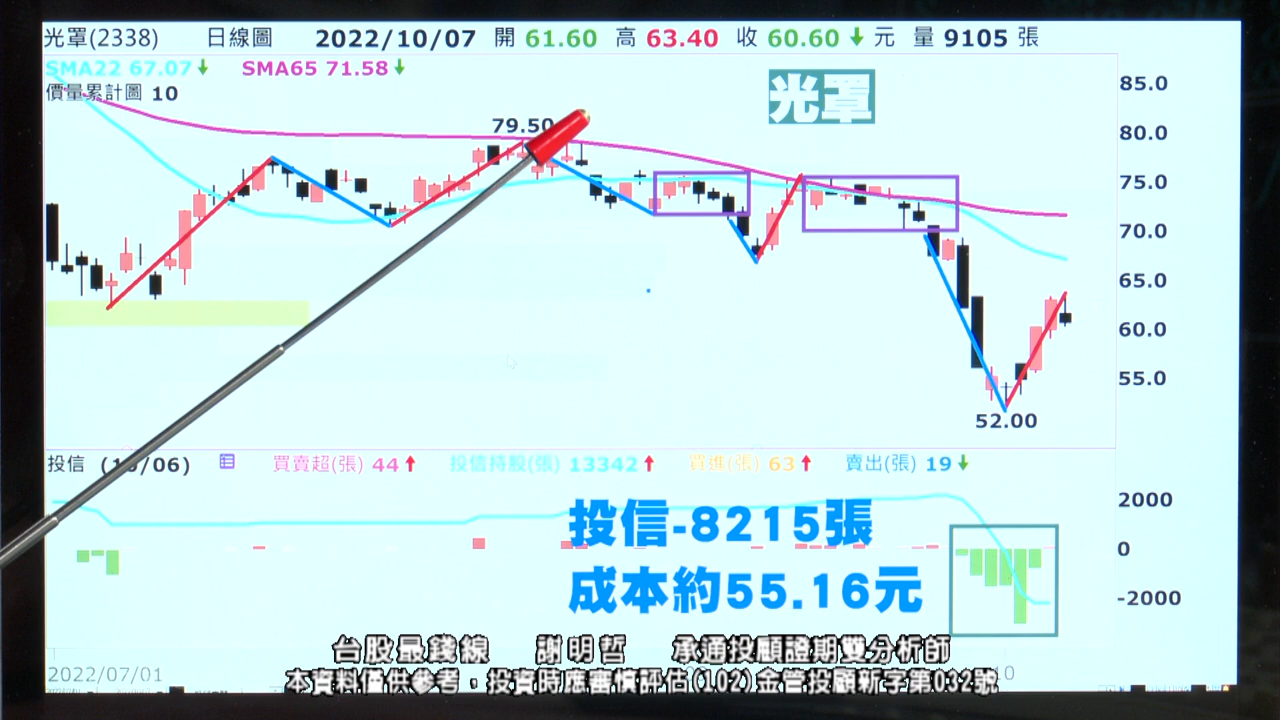 光罩(2338) 日線圖 2022/10/07 開 61.60 高 63.40 收 60.60 元 量 9105 張
SMA22 67.07 SMA65 71.58
價量累計圖 10
光罩
85.0
79.50
80.0
75.0
70.0
65.0
60.0
55.0
52.00
投信 買賣超(張) 44 投信持股(張) 13342 買進(張) 63 賣出(張) 19
2000
投信-8215張
0
成本約55.16元
-2000
台股最錢線 謝明哲 承通投顧證期雙分析師
2022/07/01 10
本資料僅供參考，投資時應審慎評估(102)金管投顧新字第032號